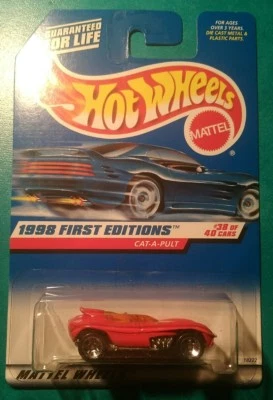 GUARANTEED
FOR LIFE
FOR AGES
OVER 3 YEARS.
DIE CAST METAL &
PLASTIC PARTS
HOT WHEELS
MATTEL
1998 FIRST EDITIONS™
#38 OF
40 CARS
CAT-A-PULT
MATTEL WHEELS